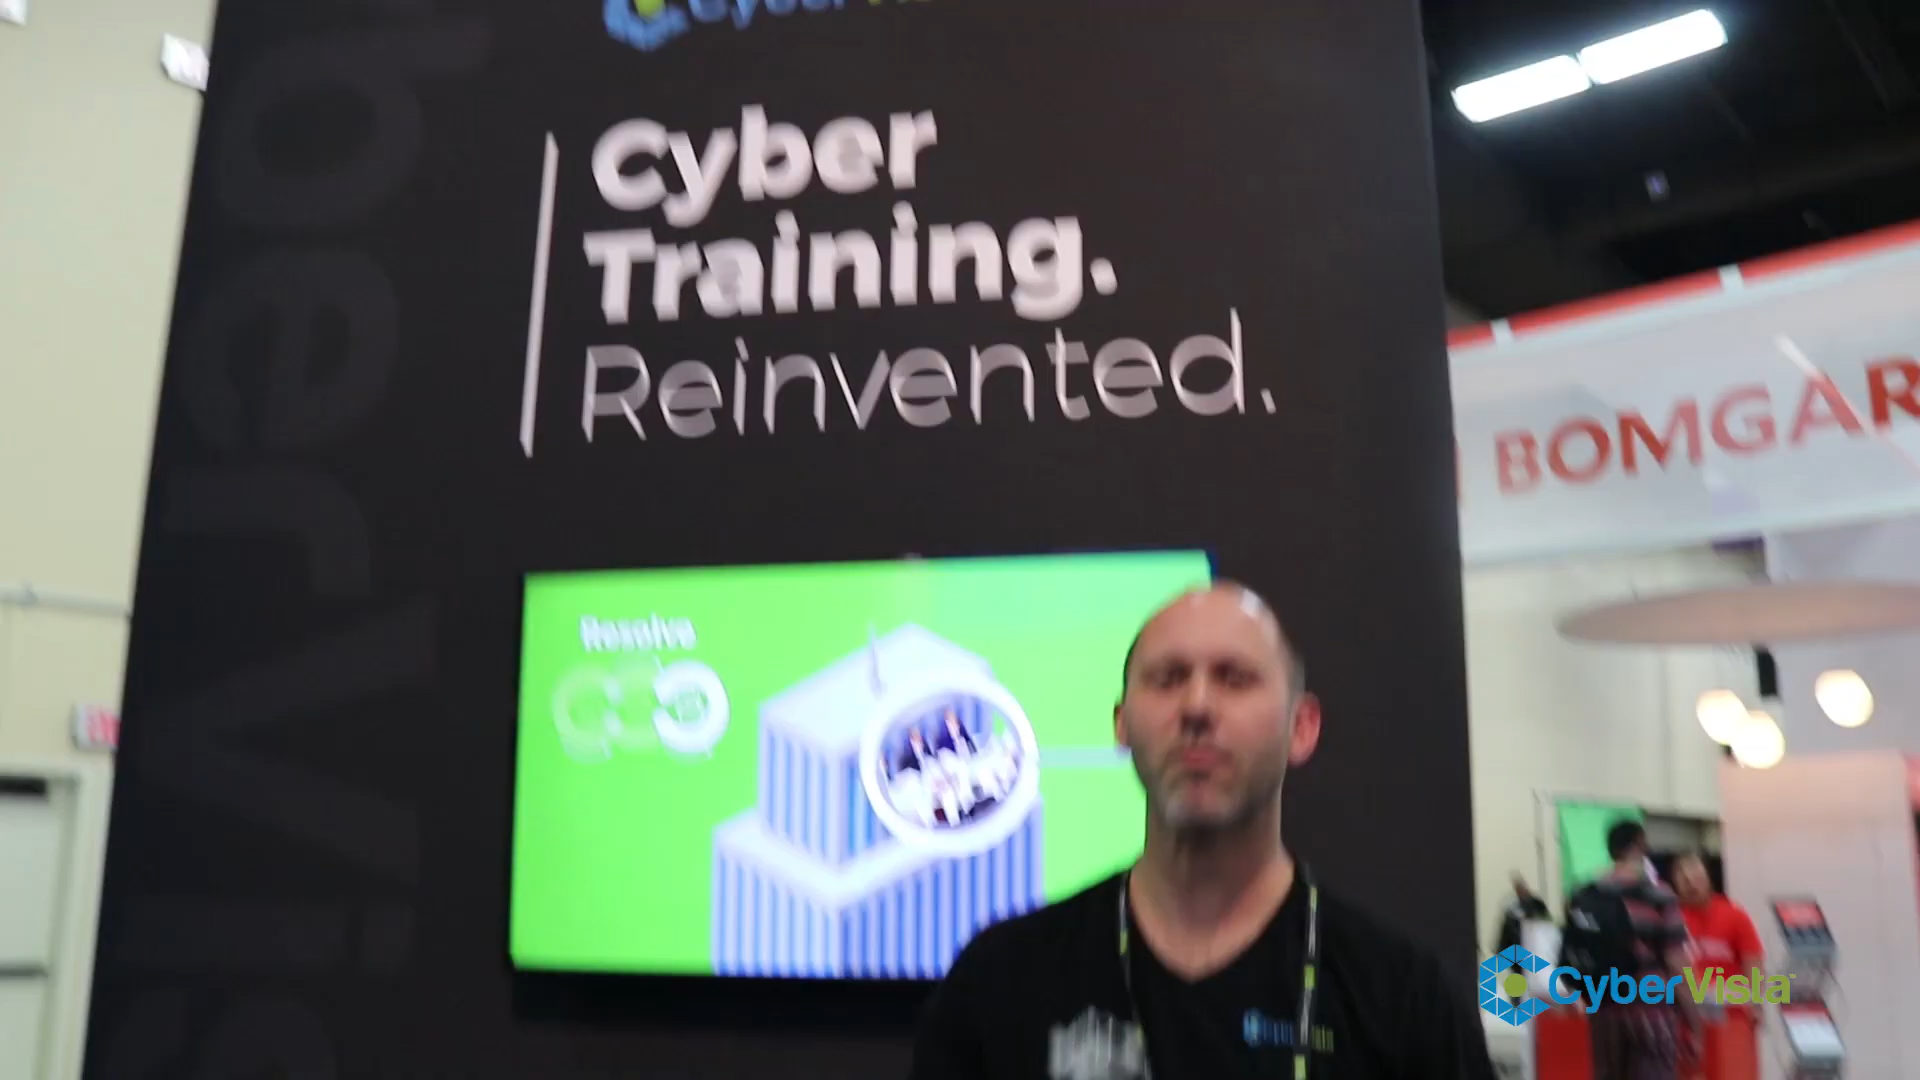 Cyber
Training.
Reinvented.
BOMGAR
Resolve
CyberVista